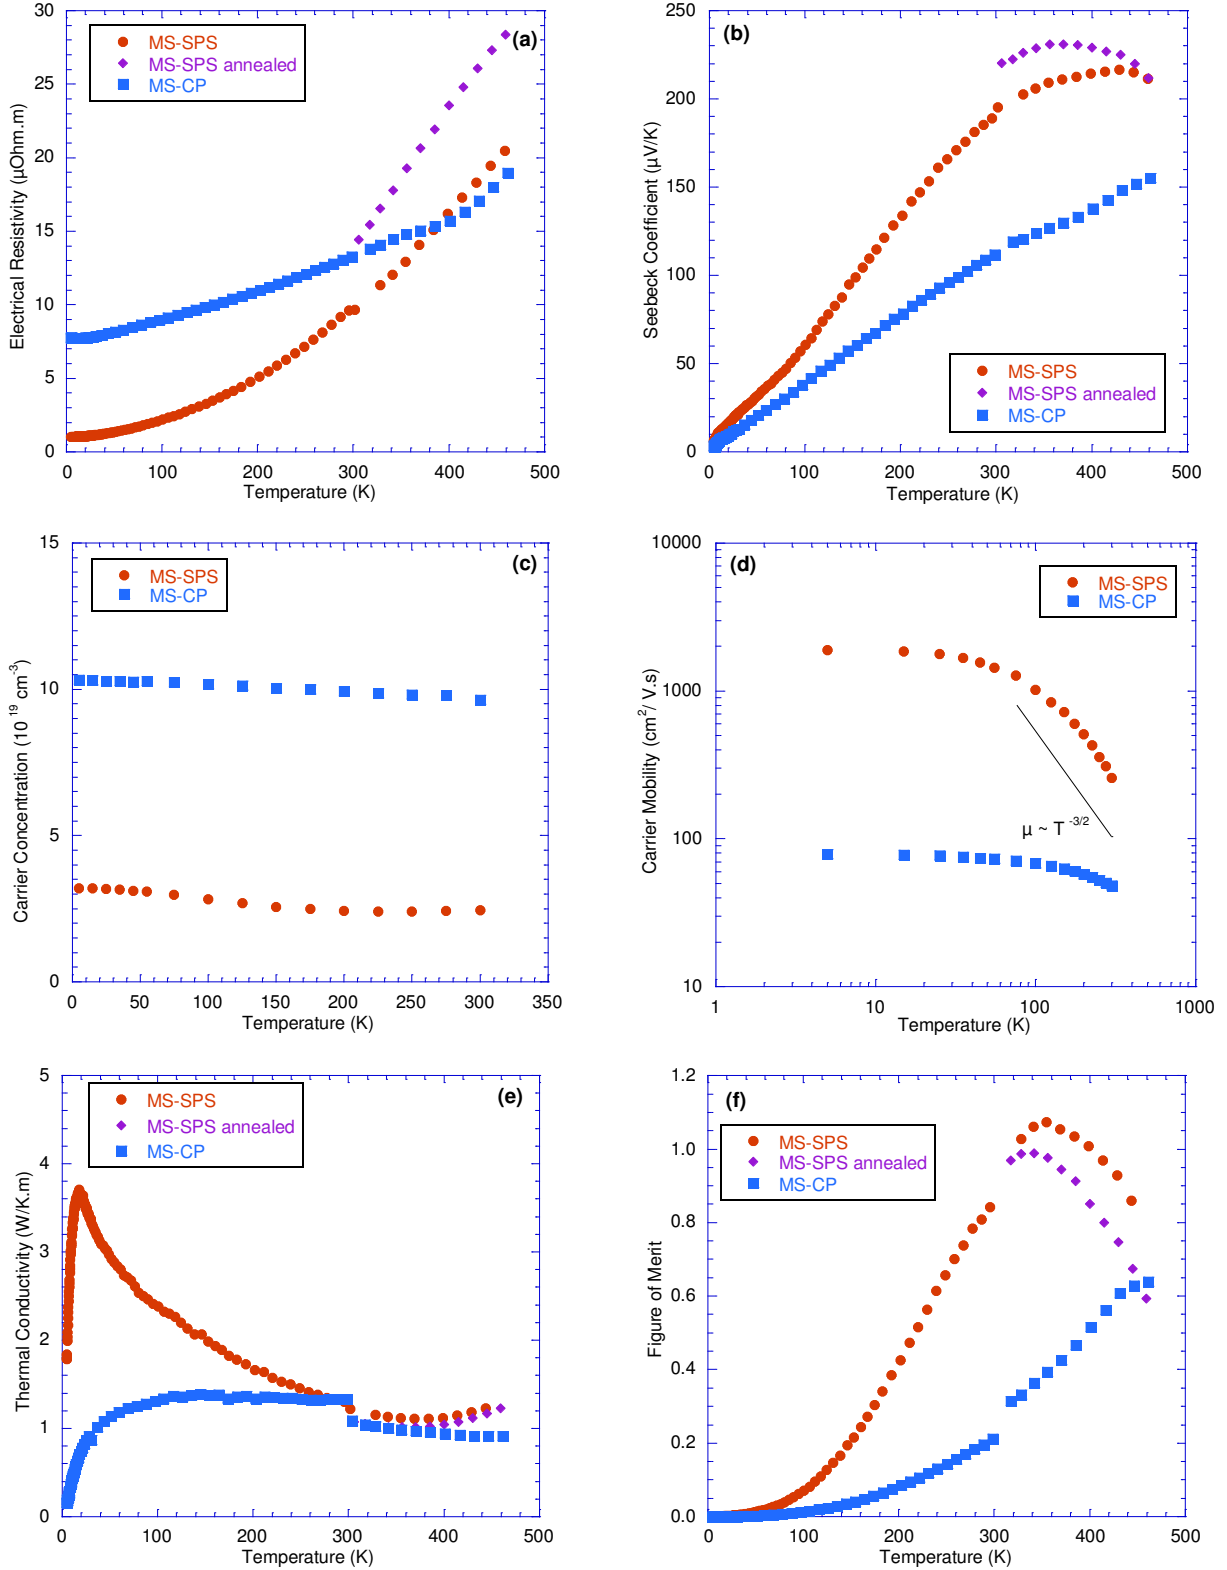 (a)
MS-SPS
MS-SPS annealed
MS-CP
30
25
20
15
10
5
0
Electrical Resistivity (µOhm.m)
0 100 200 300 400 500
Temperature (K)
(b)
250
200
150
100
50
0
Seebeck Coefficient (µV/K)
MS-SPS
MS-SPS annealed
MS-CP
0 100 200 300 400 500
Temperature (K)
(c)
MS-SPS
MS-CP
15
10
5
0
Carrier Concentration (10 19 cm-3)
0 50 100 150 200 250 300 350
Temperature (K)
(d)
MS-SPS
MS-CP
10000
1000
100
10
Carrier Mobility (cm2/ V.s)
µ ~ T -3/2
1 10 100 1000
Temperature (K)
(e)
MS-SPS
MS-SPS annealed
MS-CP
5
4
3
2
1
0
Thermal Conductivity (W/K.m)
0 100 200 300 400 500
Temperature (K)
(f)
MS-SPS
MS-SPS annealed
MS-CP
1.2
1.0
0.8
0.6
0.4
0.2
0.0
Figure of Merit
0 100 200 300 400 500
Temperature (K)